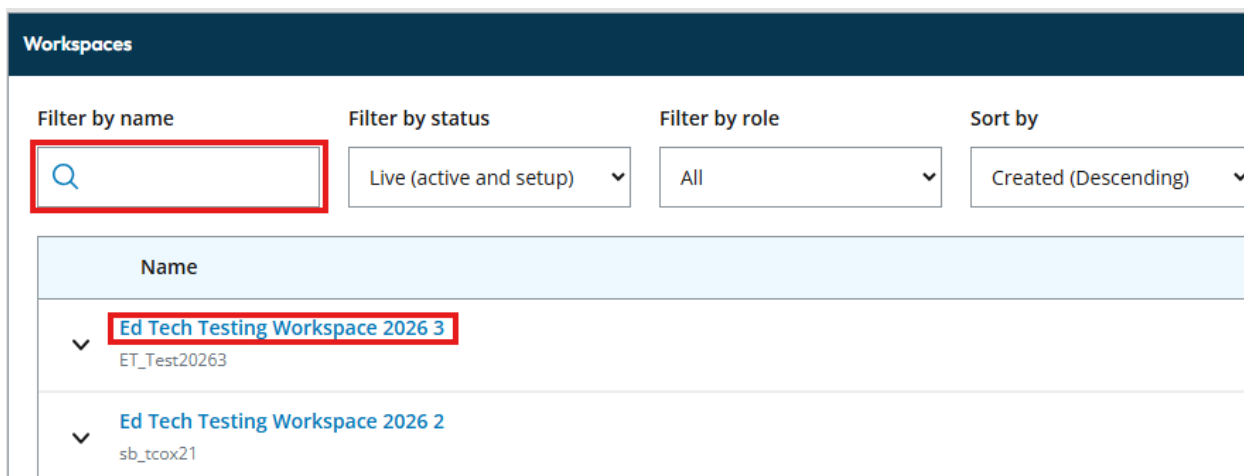 Workspaces
Filter by name
Filter by status
Filter by role
Sort by
Live (active and setup)
All
Created (Descending)
Name
Ed Tech Testing Workspace 2026 3
ET_Test20263
Ed Tech Testing Workspace 2026 2
sb_tcox21